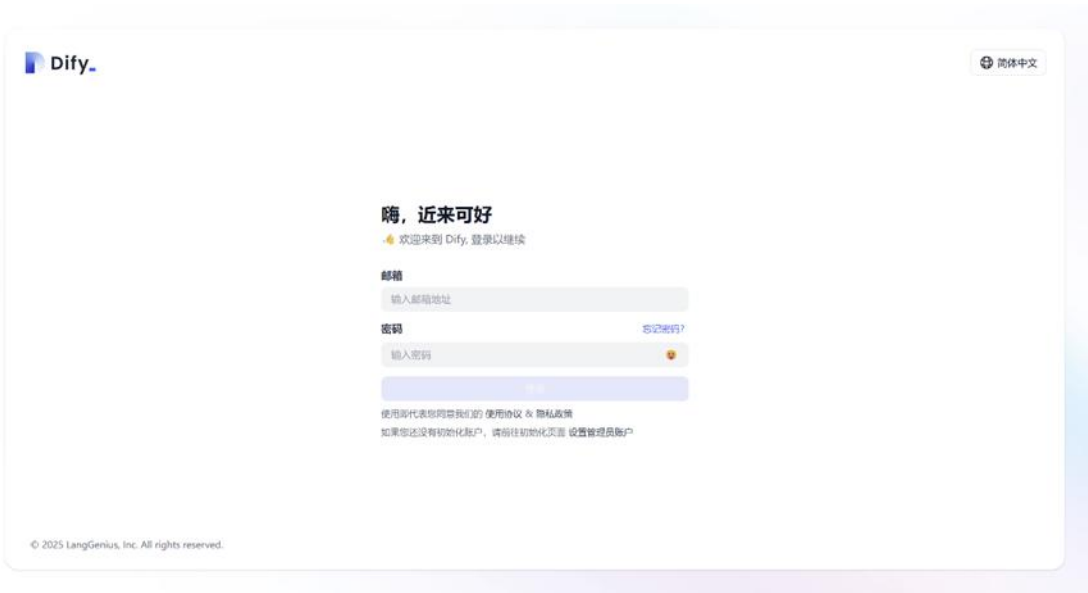 Dify_
简体中文
嗨，近来可好
欢迎来到 Dify, 登录以继续
邮箱
输入邮箱地址
密码 忘记密码?
输入密码
使用即代表您同意我们的 使用协议 & 隐私政策
如果您还没有初始化账户，请前往初始化页面 设置管理员账户
© 2025 LangGenius, Inc. All rights reserved.